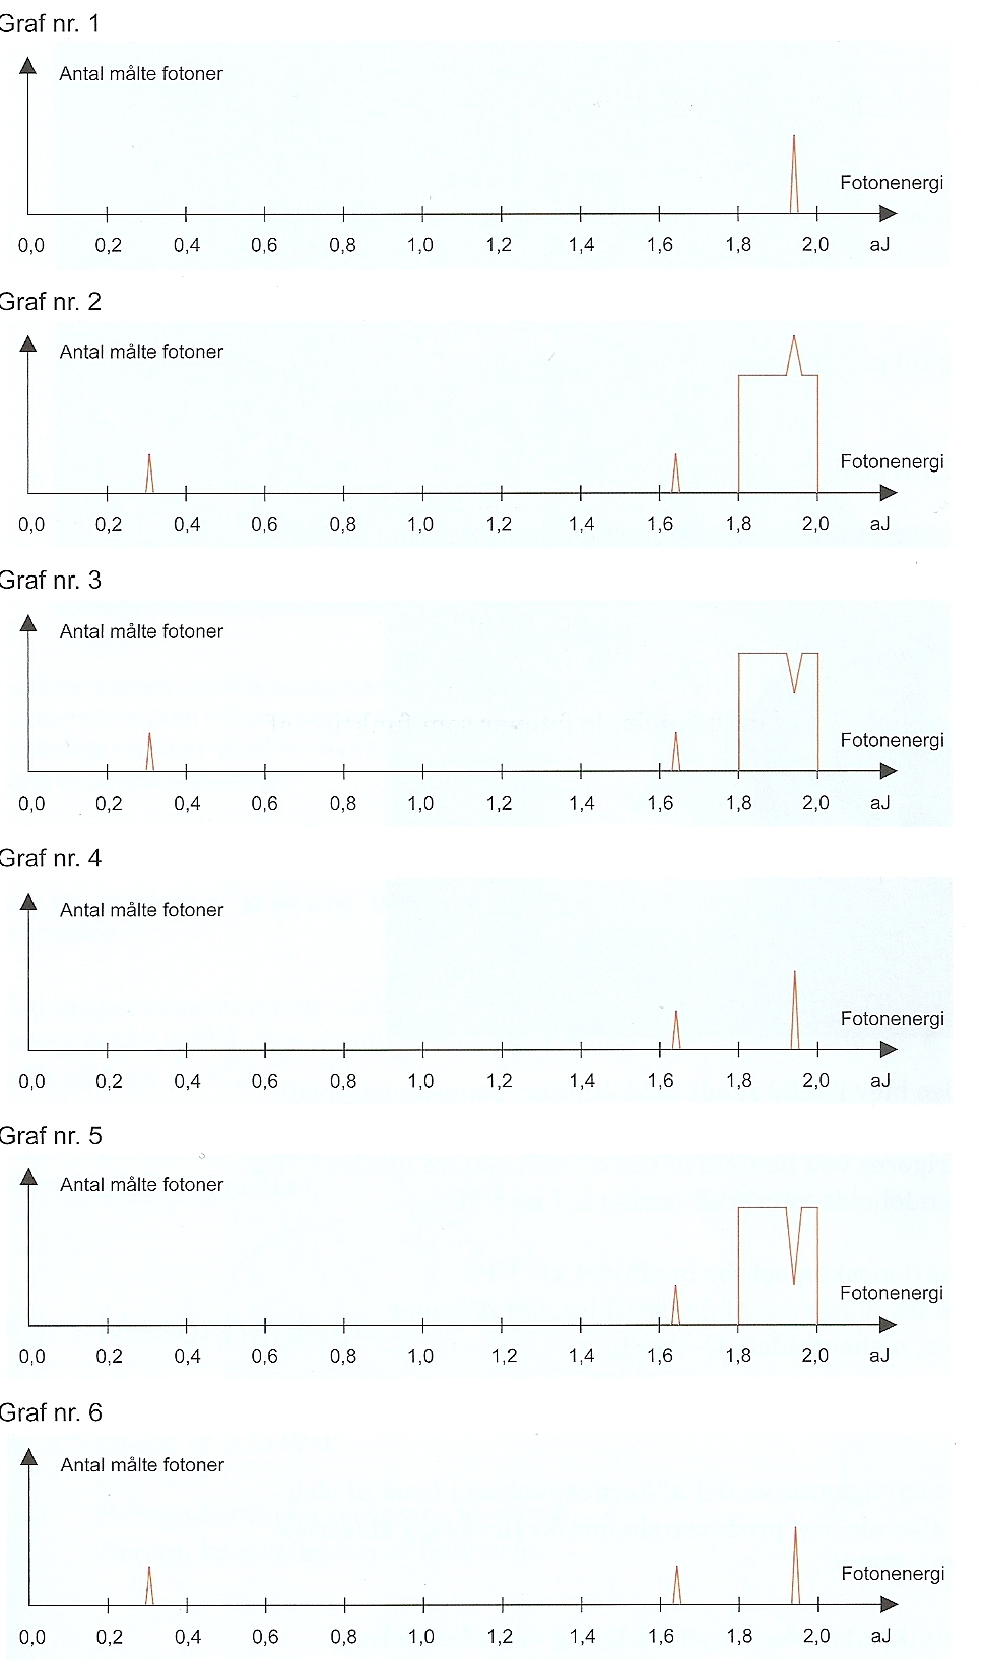 Graf nr. 1
Antal målte fotoner
Fotonenergi
0,0 0,2 0,4 0,6 0,8 1,0 1,2 1,4 1,6 1,8 2,0 aJ
Graf nr. 2
Antal målte fotoner
Fotonenergi
0,0 0,2 0,4 0,6 0,8 1,0 1,2 1,4 1,6 1,8 2,0 aJ
Graf nr. 3
Antal målte fotoner
Fotonenergi
0,0 0,2 0,4 0,6 0,8 1,0 1,2 1,4 1,6 1,8 2,0 aJ
Graf nr. 4
Antal målte fotoner
Fotonenergi
0,0 0,2 0,4 0,6 0,8 1,0 1,2 1,4 1,6 1,8 2,0 aJ
Graf nr. 5
Antal målte fotoner
Fotonenergi
0,0 0,2 0,4 0,6 0,8 1,0 1,2 1,4 1,6 1,8 2,0 aJ
Graf nr. 6
Antal målte fotoner
Fotonenergi
0,0 0,2 0,4 0,6 0,8 1,0 1,2 1,4 1,6 1,8 2,0 aJ